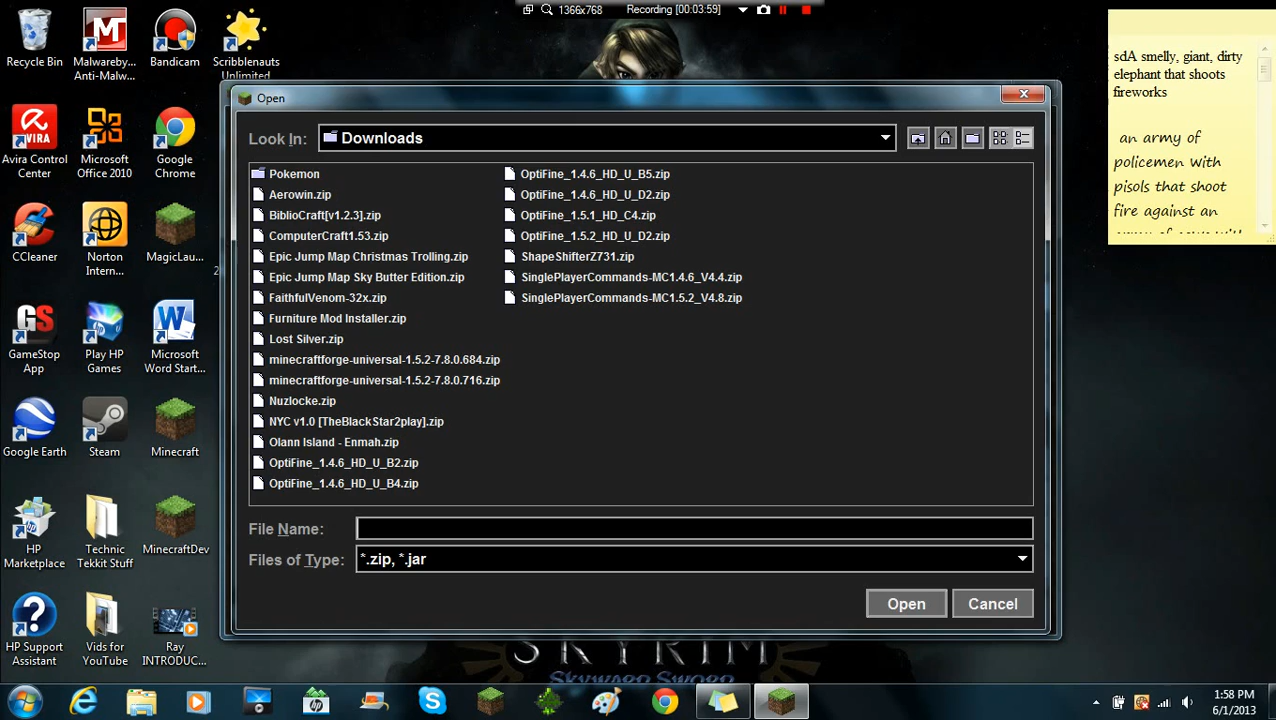 1366x768
Recording [00:03:59]
Recycle Bin
Malwareby...
Anti-Malw...
Bandicam
Scribblenauts
Unlimited
Avira Control
Center
Microsoft
Office 2010
Google
Chrome
CCleaner
Norton
Intern...
MagicLau...
2
GameStop
App
Play HP
Games
Microsoft
Word Start...
Google Earth
Steam
Minecraft
HP
Marketplace
Technic
Tekkit Stuff
MinecraftDev
HP Support
Assistant
Vids for
YouTube
Ray
INTRODUC...
Open
Look In:
Downloads
Pokemon
Aerowin.zip
BiblioCraft[v1.2.3].zip
ComputerCraft1.53.zip
Epic Jump Map Christmas Trolling.zip
Epic Jump Map Sky Butter Edition.zip
FaithfulVenom-32x.zip
Furniture Mod Installer.zip
Lost Silver.zip
minecraftforge-universal-1.5.2-7.8.0.684.zip
minecraftforge-universal-1.5.2-7.8.0.716.zip
Nuzlocke.zip
NYC v1.0 [TheBlackStar2play].zip
Olann Island - Enmah.zip
OptiFine_1.4.6_HD_U_B2.zip
OptiFine_1.4.6_HD_U_B4.zip
OptiFine_1.4.6_HD_U_B5.zip
OptiFine_1.4.6_HD_U_D2.zip
OptiFine_1.5.1_HD_C4.zip
OptiFine_1.5.2_HD_U_D2.zip
ShapeShifterZ731.zip
SinglePlayerCommands-MC1.4.6_V4.4.zip
SinglePlayerCommands-MC1.5.2_V4.8.zip
File Name:
Files of Type:
*.zip, *.jar
Open
Cancel
sdA smelly, giant, dirty
elephant that shoots
fireworks
an army of
policemen with
pisols that shoot
fire against an
army of cows with
SKYRIM
Skyward Sword
1:58 PM
6/1/2013